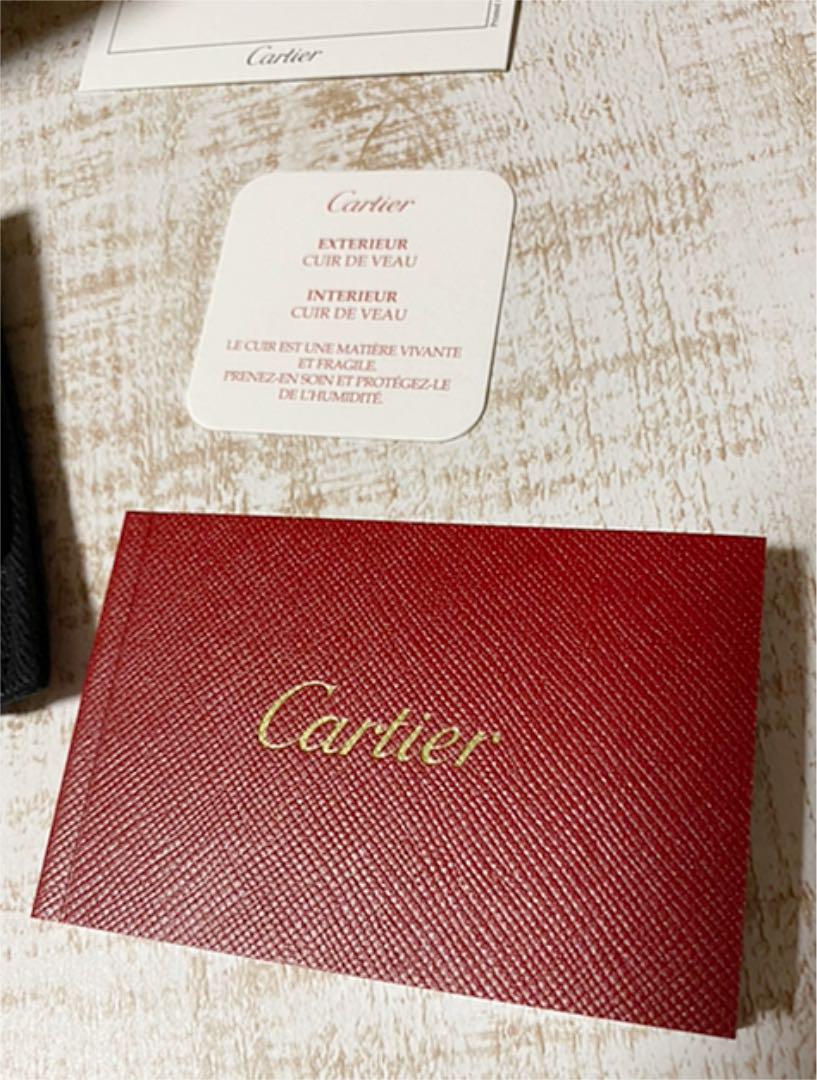 Cartier
Cartier
EXTERIEUR
CUIR DE VEAU
INTERIEUR
CUIR DE VEAU
LE CUIR EST UNE MATIÈRE VIVANTE
ET FRAGILE.
PRENEZ-EN SOIN ET PROTÉGEZ-LE
DE L'HUMIDITÉ.
Cartier